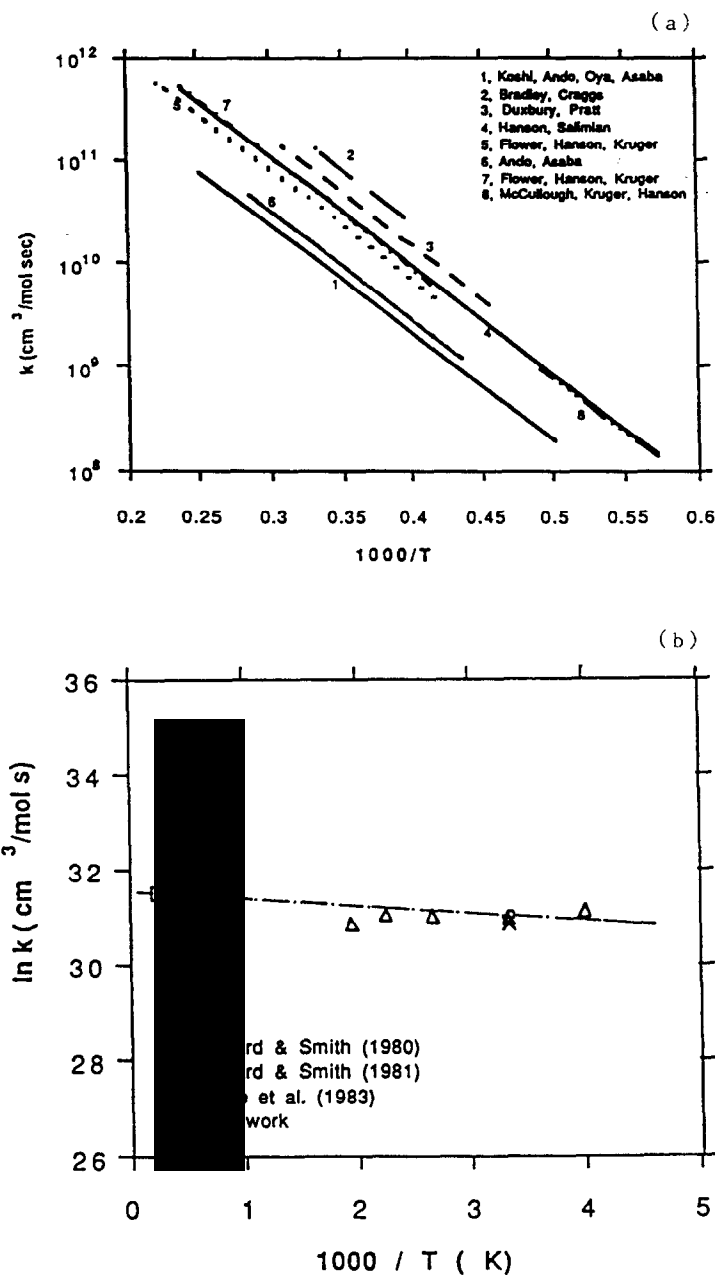 (a)
10¹²
10¹¹
10¹⁰
10⁹
10⁸
k (cm ³/mol sec)
1, Koshi, Ando, Oya, Asaba
2, Bradley, Craggs
3, Duxbury, Pratt
4, Hanson, Salimian
5, Flower, Hanson, Kruger
6, Ando, Asaba
7, Flower, Hanson, Kruger
8, McCullough, Kruger, Hanson
5
7
2
6
3
1
4
8
0.2 0.25 0.3 0.35 0.4 0.45 0.5 0.55 0.6
1000/T
(b)
36
34
32
30
28
26
ln k ( cm ³/mol s )
& Smith (1980)
& Smith (1981)
et al. (1983)
work
0 1 2 3 4 5
1000 / T ( K)